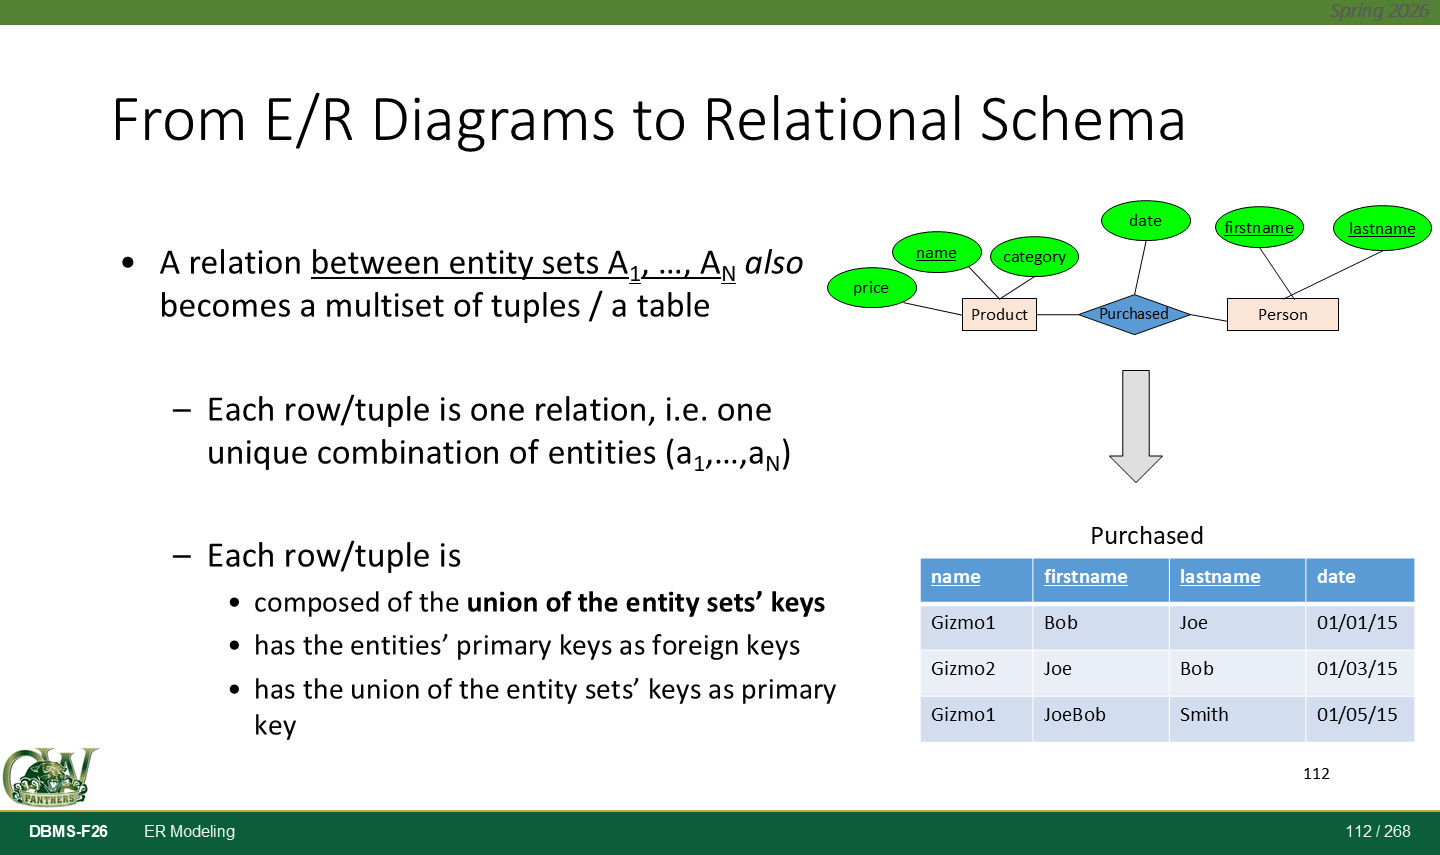 Spring 2026
From E/R Diagrams to Relational Schema
• A relation between entity sets A1, …, AN also
becomes a multiset of tuples / a table
– Each row/tuple is one relation, i.e. one
unique combination of entities (a1,…,aN)
– Each row/tuple is
• composed of the union of the entity sets’ keys
• has the entities’ primary keys as foreign keys
• has the union of the entity sets’ keys as primary
key
date
firstname
lastname
name
category
price
Product
Purchased
Person
Purchased
name firstname lastname date
Gizmo1 Bob Joe 01/01/15
Gizmo2 Joe Bob 01/03/15
Gizmo1 JoeBob Smith 01/05/15
112
OW
PANTHERS
DBMS-F26 ER Modeling 112 / 268